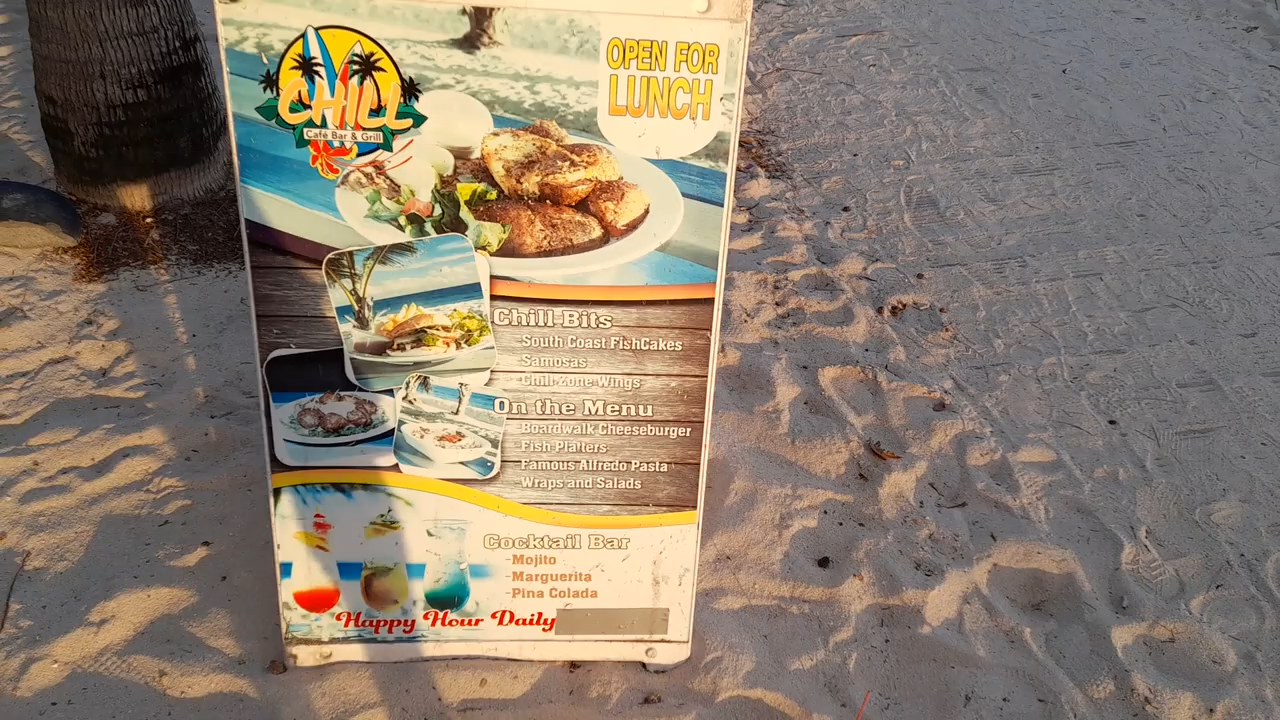 CHILL
Café Bar & Grill
OPEN FOR
LUNCH
Chill Bits
South Coast FishCakes
Samosas
-Chill Zone Wings
On the Menu
-Boardwalk Cheeseburger
-Fish Platters
-Famous Alfredo Pasta
Wraps and Salads
Cocktail Bar
-Mojito
-Marguerita
-Pina Colada
Happy Hour Daily